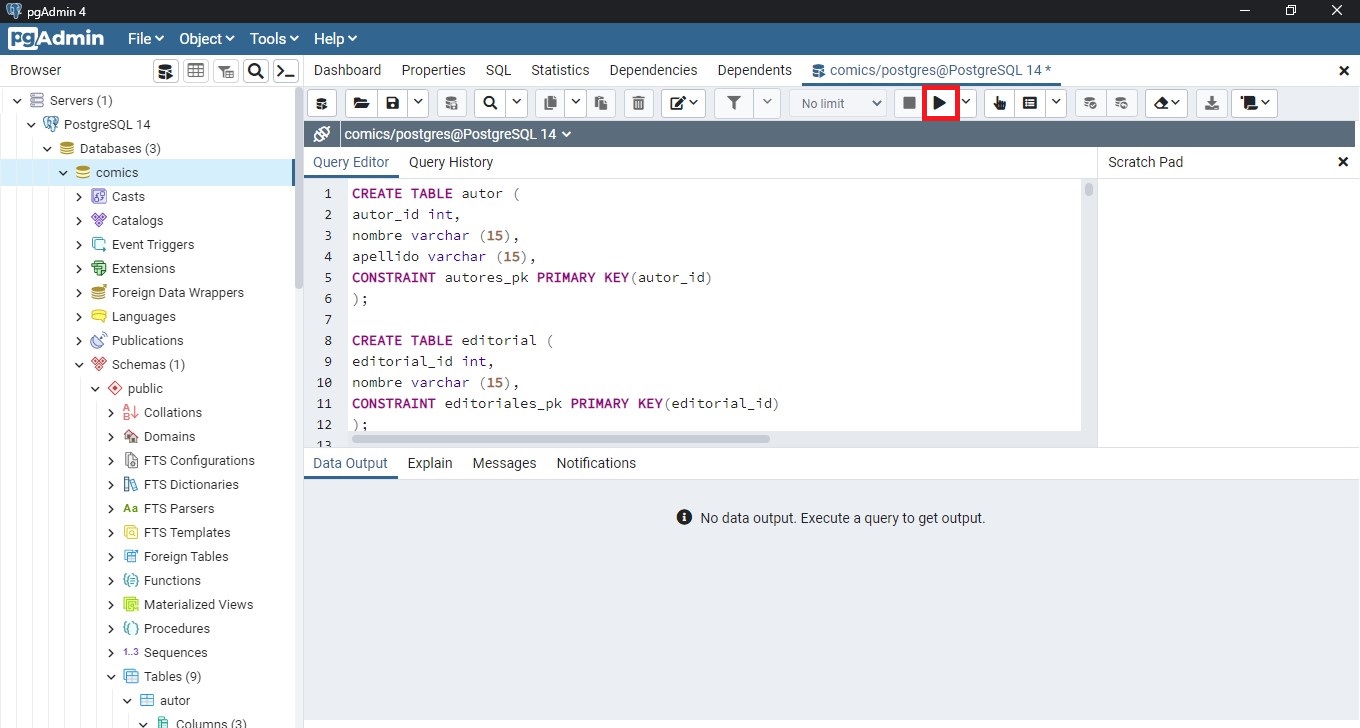 pgAdmin 4
pgAdmin File Object Tools Help
Browser
Dashboard Properties SQL Statistics Dependencies Dependents comics/postgres@PostgreSQL 14 *
No limit
comics/postgres@PostgreSQL 14
Servers (1)
PostgreSQL 14
Databases (3)
comics
Casts
Catalogs
Event Triggers
Extensions
Foreign Data Wrappers
Languages
Publications
Schemas (1)
public
Collations
Domains
FTS Configurations
FTS Dictionaries
Aa FTS Parsers
FTS Templates
Foreign Tables
Functions
Materialized Views
Procedures
1..3 Sequences
Tables (9)
autor
Columns (3)
Query Editor Query History
Scratch Pad
1 CREATE TABLE autor (
2 autor_id int,
3 nombre varchar (15),
4 apellido varchar (15),
5 CONSTRAINT autores_pk PRIMARY KEY(autor_id)
6 );
7
8 CREATE TABLE editorial (
9 editorial_id int,
10 nombre varchar (15),
11 CONSTRAINT editoriales_pk PRIMARY KEY(editorial_id)
12 );
13
Data Output Explain Messages Notifications
No data output. Execute a query to get output.